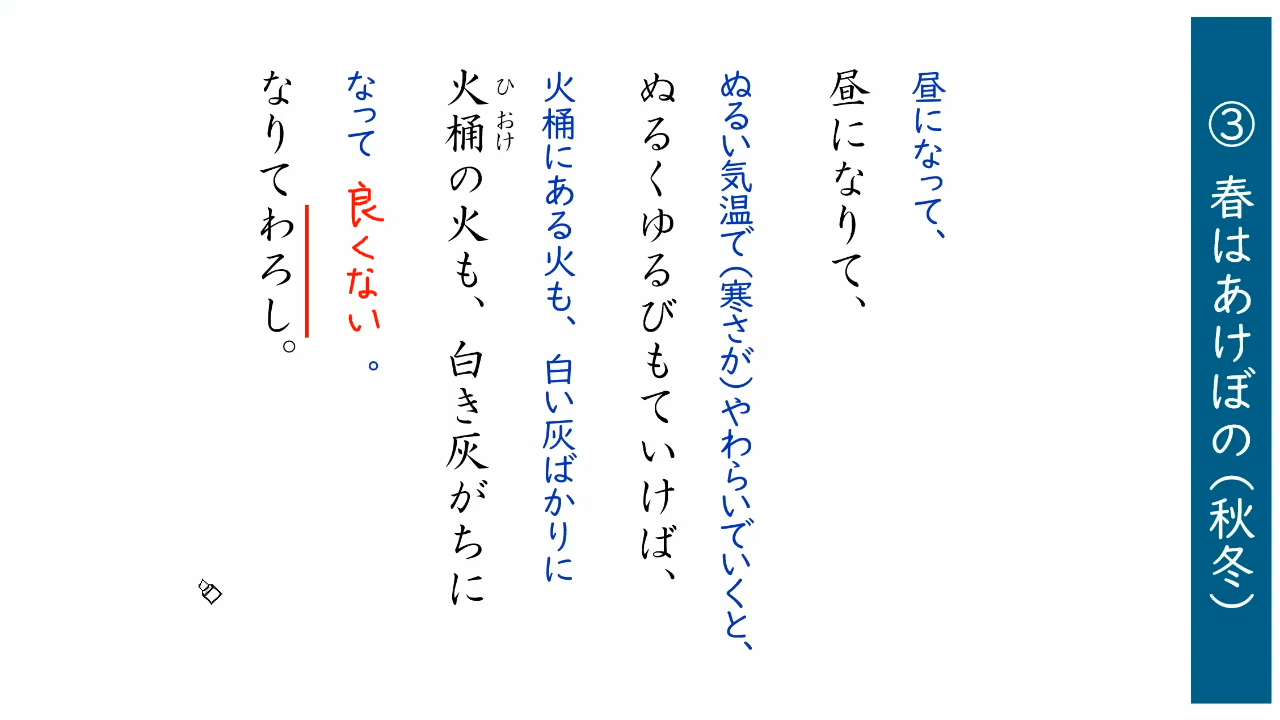 ③ 春はあけぼの（秋冬）
昼になって、
昼になりて、
ぬるい気温で（寒さが）やわらいでいくと、
ぬるくゆるびもていけば、
火桶にある火も、白い灰ばかりに
ひ おけ
火桶の火も、白き灰がちに
なって 良くない 。
なりてわろし。